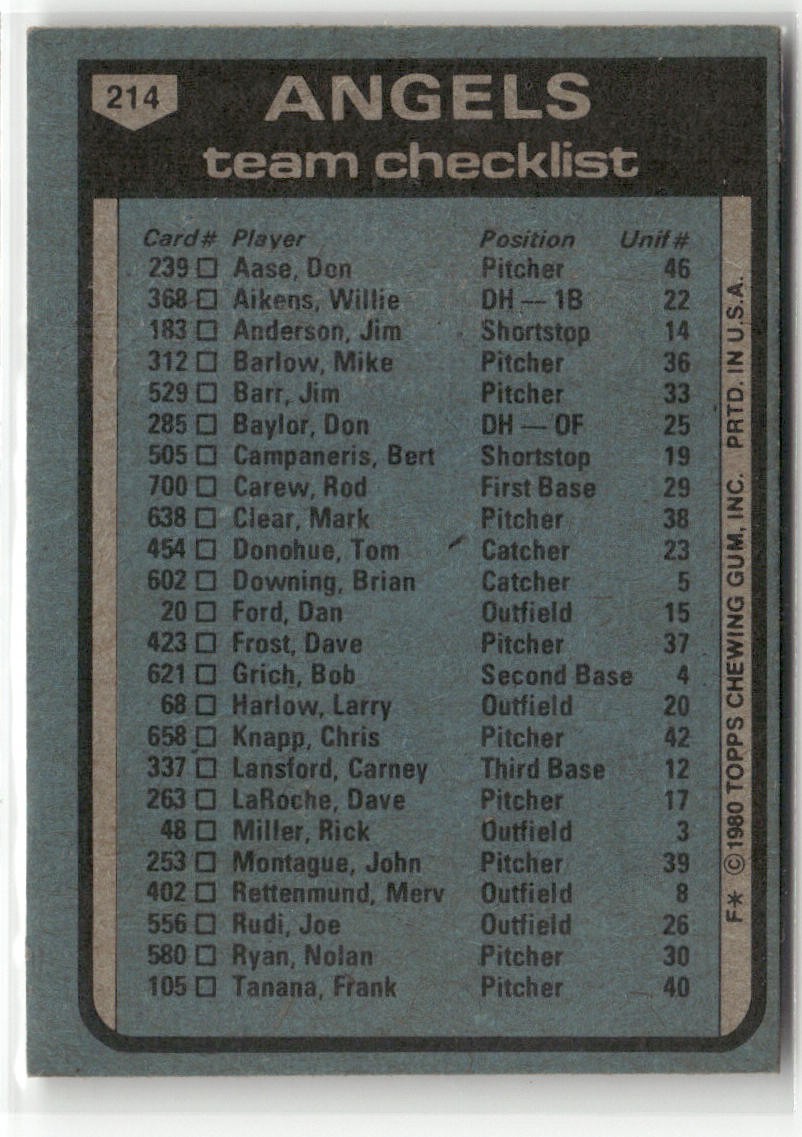 214
ANGELS
team checklist
Card# Player Position Unif#
239 □ Aase, Don Pitcher 46
368 □ Aikens, Willie DH — 1B 22
183 □ Anderson, Jim Shortstop 14
312 □ Barlow, Mike Pitcher 36
529 □ Barr, Jim Pitcher 33
285 □ Baylor, Don DH — OF 25
505 □ Campaneris, Bert Shortstop 19
700 □ Carew, Rod First Base 29
638 □ Clear, Mark Pitcher 38
454 □ Donohue, Tom Catcher 23
602 □ Downing, Brian Catcher 5
20 □ Ford, Dan Outfield 15
423 □ Frost, Dave Pitcher 37
621 □ Grich, Bob Second Base 4
68 □ Harlow, Larry Outfield 20
658 □ Knapp, Chris Pitcher 42
337 □ Lansford, Carney Third Base 12
263 □ LaRoche, Dave Pitcher 17
48 □ Miller, Rick Outfield 3
253 □ Montague, John Pitcher 39
402 □ Rettenmund, Merv Outfield 8
556 □ Rudi, Joe Outfield 26
580 □ Ryan, Nolan Pitcher 30
105 □ Tanana, Frank Pitcher 40
F* © 1980 TOPPS CHEWING GUM, INC. PRTD. IN U.S.A.